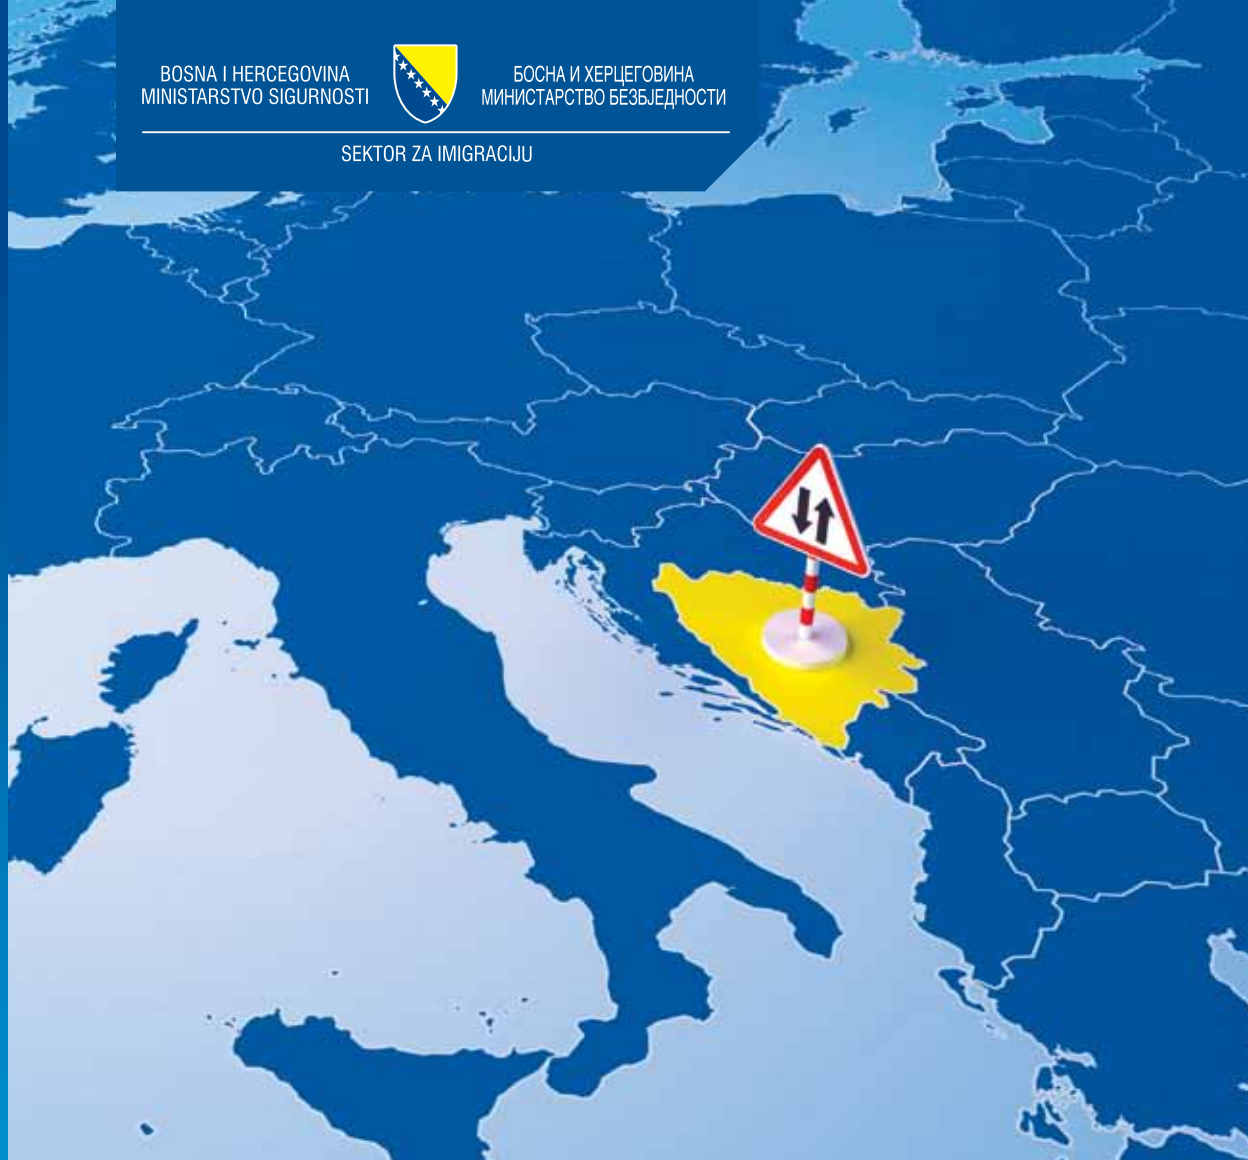 BOSNA I HERCEGOVINA
MINISTARSTVO SIGURNOSTI
БОСНА И ХЕРЦЕГОВИНА
МИНИСТАРСТВО БЕЗБЈЕДНОСТИ
SEKTOR ZA IMIGRACIJU